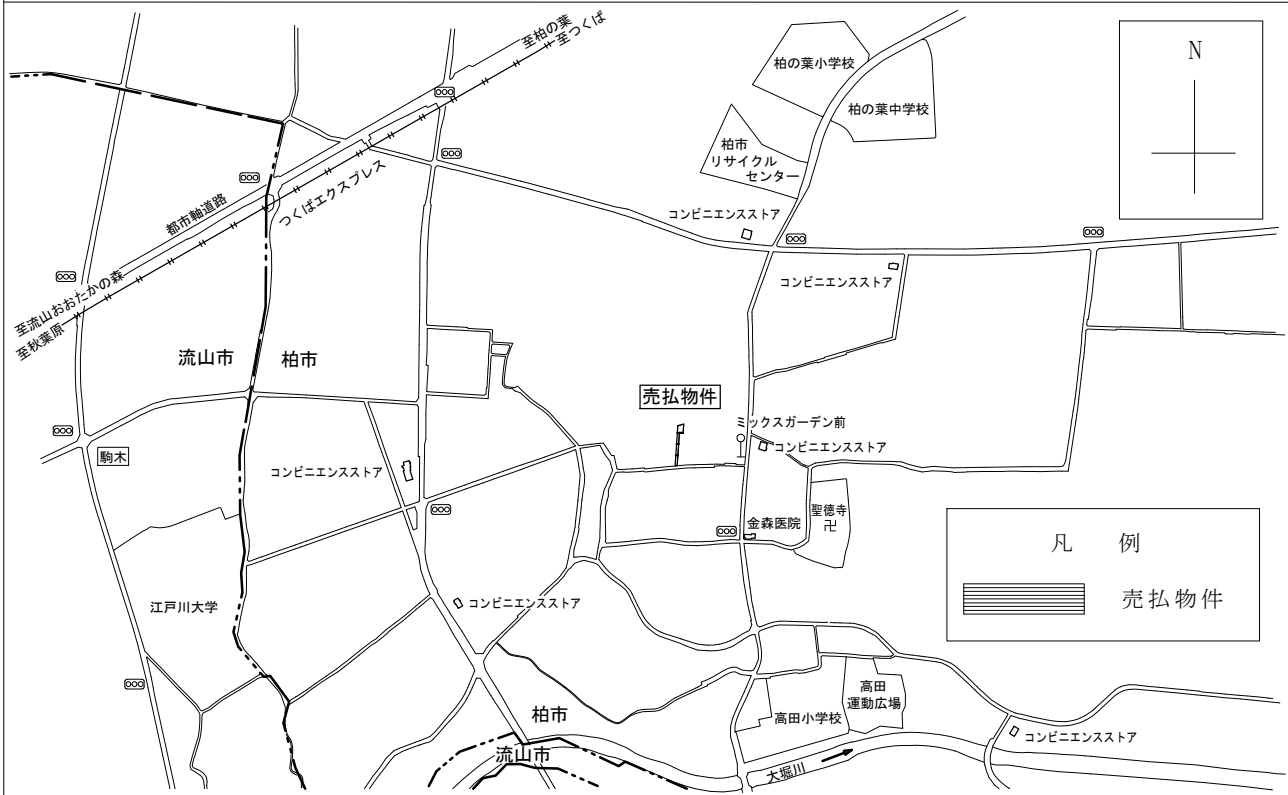 至柏の葉
至つくば
柏の葉小学校
柏の葉中学校
N
柏市
リサイクル
センター
都市軸道路
つくばエクスプレス
コンビニエンスストア
至流山おおたかの森
至秋葉原
コンビニエンスストア
流山市
柏市
売払物件
ミックスガーデン前
コンビニエンスストア
駒木
コンビニエンスストア
金森医院
聖徳寺
卍
凡 例
売払物件
江戸川大学
コンビニエンスストア
柏市
流山市
高田小学校
高田
運動広場
コンビニエンスストア
大堀川